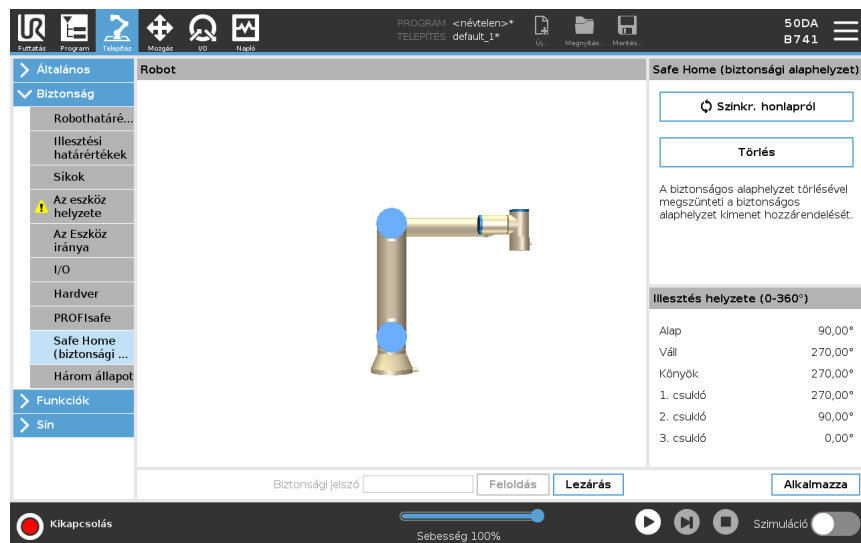 PROGRAM <névtelen>*
TELEPÍTÉS default_1*
50DA
B741
Futtatás Program Telepítés Mozgás I/O Napló Új... Megnyitás... Mentés...
Általános
Robot
Safe Home (biztonsági alaphelyzet)
Biztonság
Robothatáré...
Illesztési
határértékek
Síkok
Az eszköz
helyzete
Az Eszköz
iránya
I/O
Hardver
PROFIsafe
Safe Home
(biztonsági ...
Három állapot
Funkciók
Sín
Szinkr. honlapról
Törlés
A biztonságos alaphelyzet törlésével
megszünteti a biztonságos
alaphelyzet kimenet hozzárendelését.
Illesztés helyzete (0-360°)
Alap 90,00°
Váll 270,00°
Könyök 270,00°
1. csukló 270,00°
2. csukló 90,00°
3. csukló 0,00°
Biztonsági jelszó Feloldás Lezárás Alkalmazza
Kikapcsolás
Sebesség 100%
Szimuláció